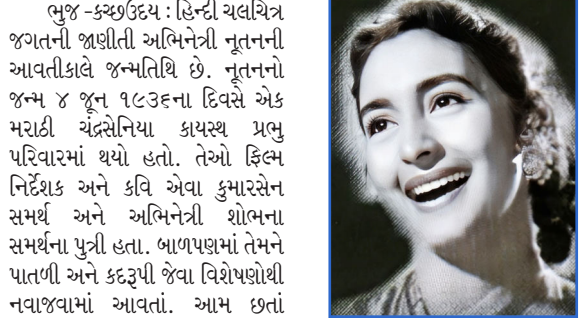 ભુજ -કચ્છઉદય : હિન્દી ચલચિત્ર
જગતની જાણીતી અભિનેત્રી નૂતનની
આવતીકાલે જન્મતિથિ છે. નૂતનનો
જન્મ ૪ જૂન ૧૯૩૬ના દિવસે એક
મરાઠી ચંદ્રસેનિયા કાયસ્થ પ્રભુ
પરિવારમાં થયો હતો. તેઓ ફિલ્મ
નિર્દેશક અને કવિ એવા કુમારસેન
સમર્થ અને અભિનેત્રી શોભના
સમર્થના પુત્રી હતા. બાળપણમાં તેમને
પાતળી અને કદરૂપી જેવા વિશેષણોથી
નવાજવામાં આવતાં. આમ છતાં